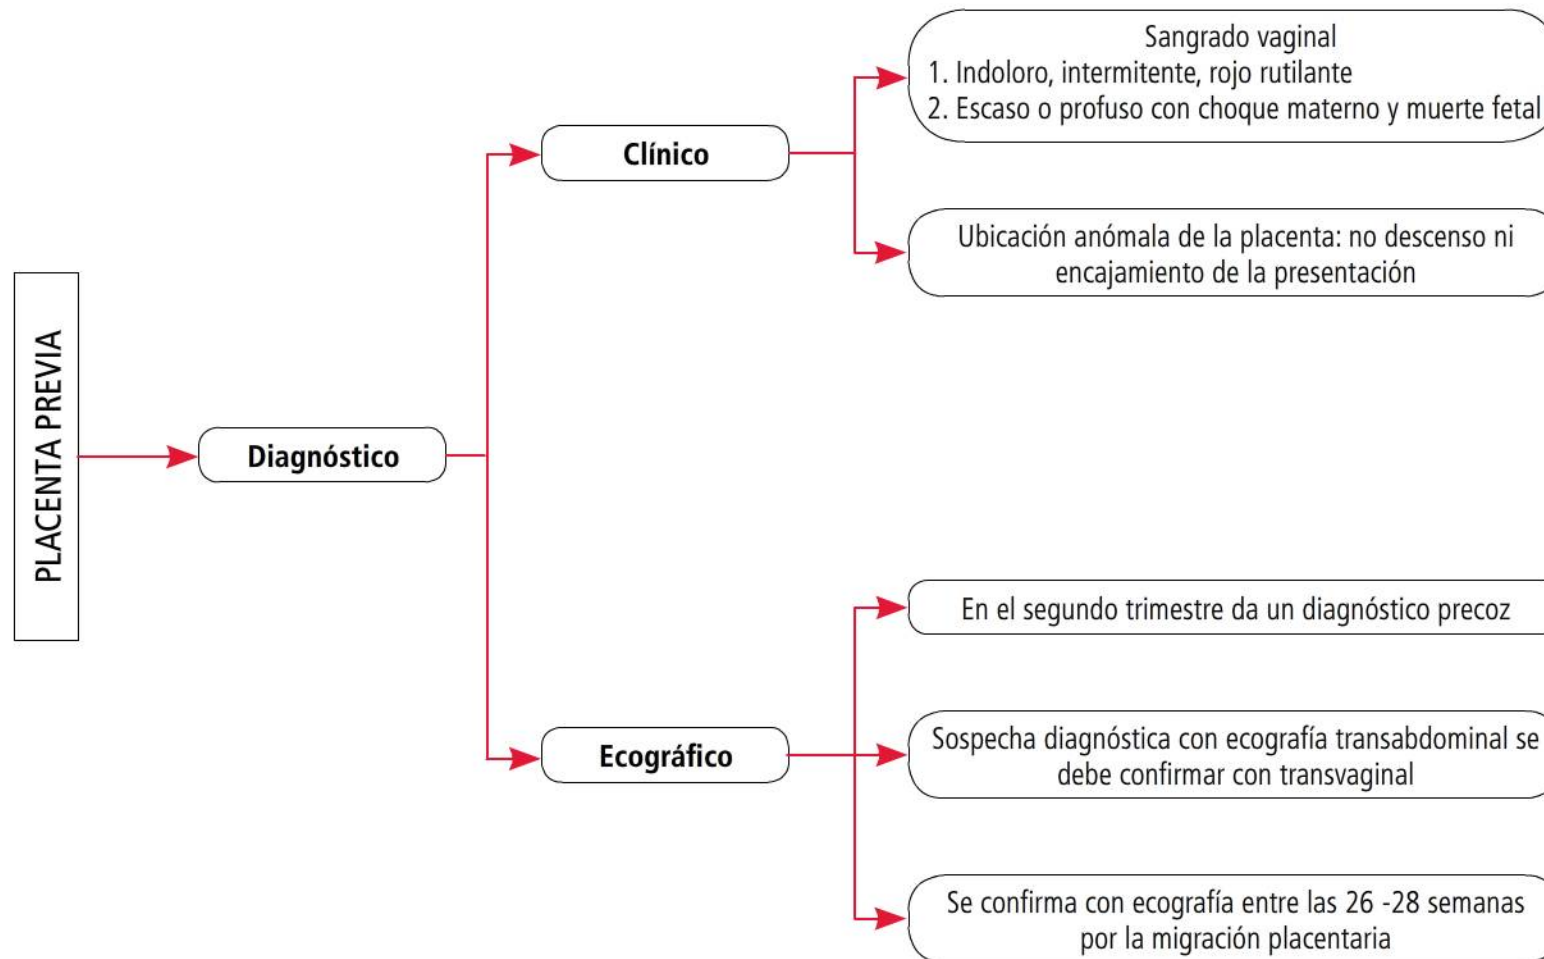 PLACENTA PREVIA
Diagnóstico
Clínico
Sangrado vaginal
1. Indoloro, intermitente, rojo rutilante
2. Escaso o profuso con choque materno y muerte fetal
Ubicación anómala de la placenta: no descenso ni
encajamiento de la presentación
Ecográfico
En el segundo trimestre da un diagnóstico precoz
Sospecha diagnóstica con ecografía transabdominal se
debe confirmar con transvaginal
Se confirma con ecografía entre las 26 -28 semanas
por la migración placentaria